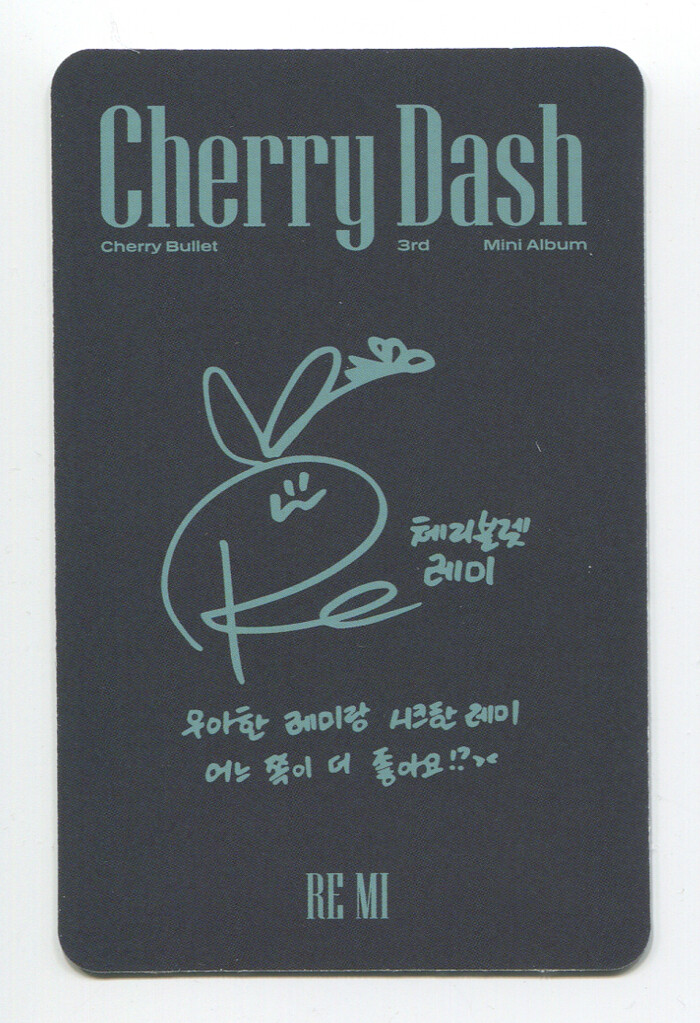 Cherry Dash
Cherry Bullet 3rd Mini Album
Re
체리블렛
레미
우아한 레미랑 시크한 레미
어느 쪽이 더 좋아요!?
RE MI